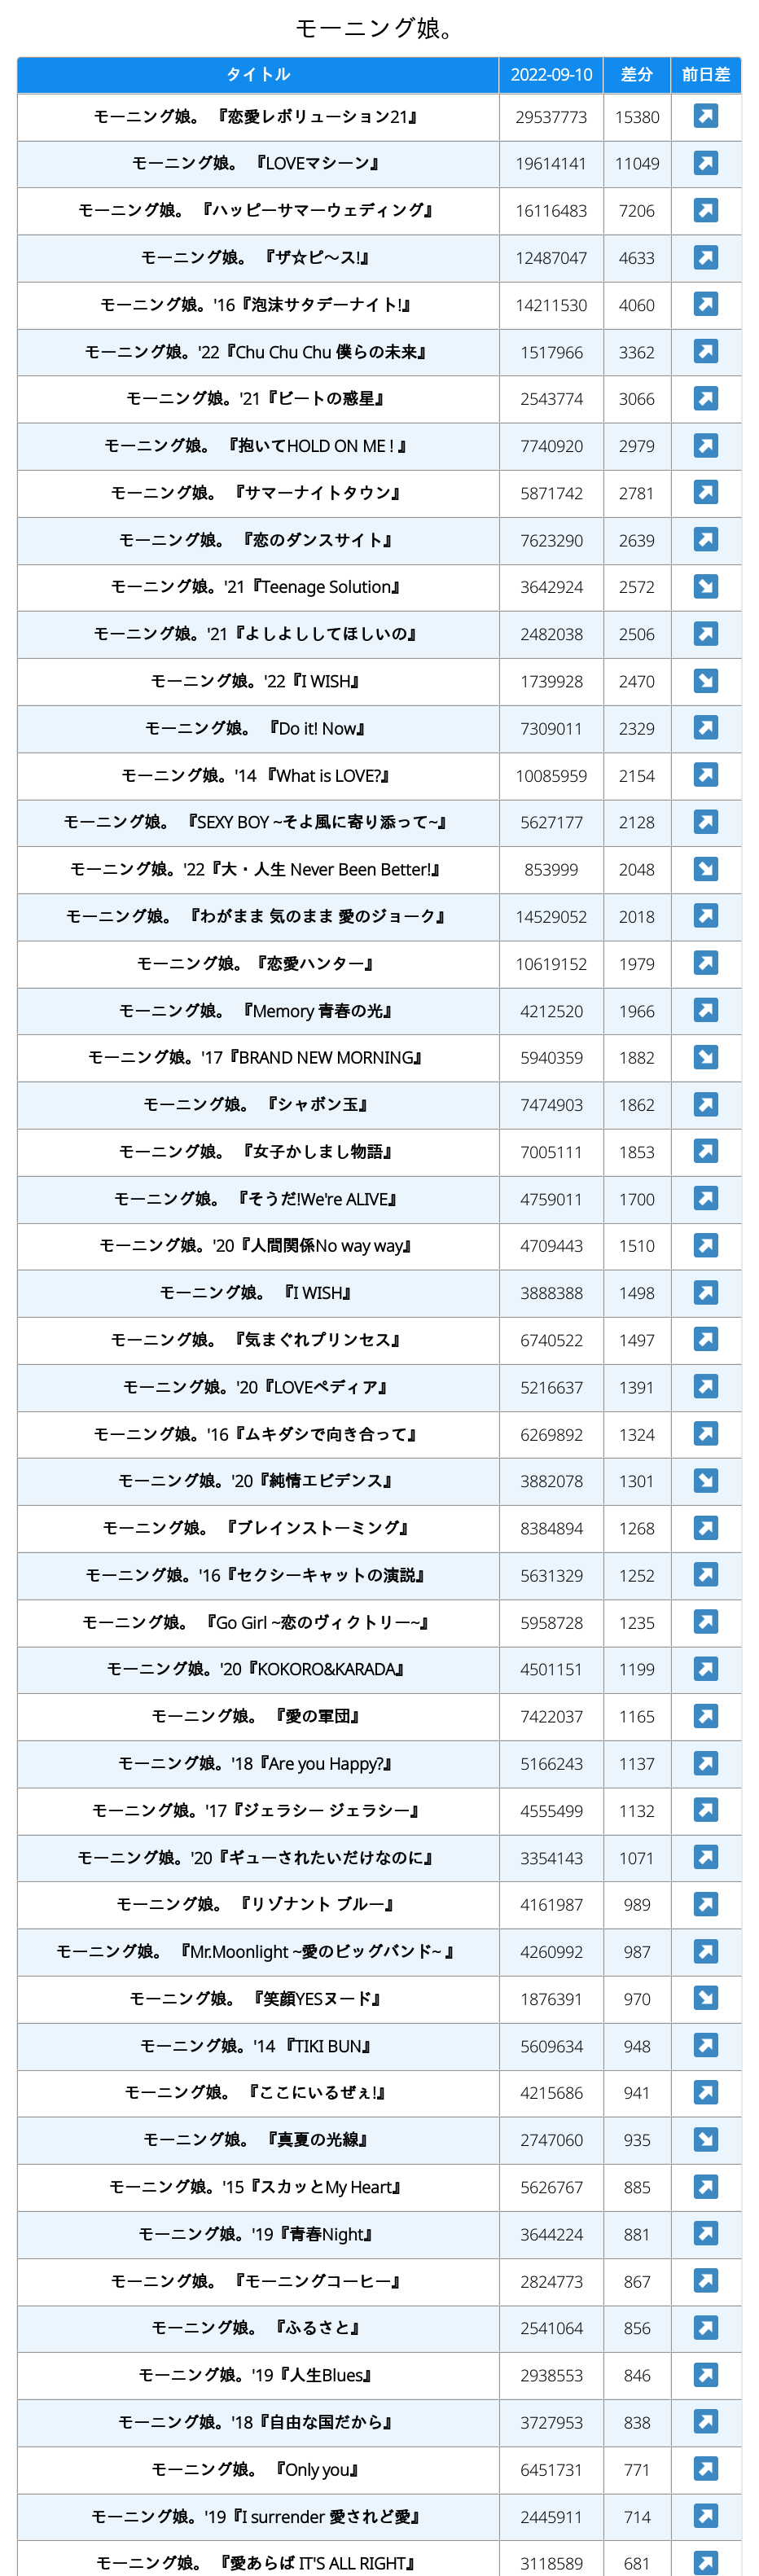 モーニング娘。
タイトル 2022-09-10 差分 前日差
モーニング娘。 『恋愛レボリューション21』 29537773 15380
モーニング娘。 『LOVEマシーン』 19614141 11049
モーニング娘。 『ハッピーサマーウェディング』 16116483 7206
モーニング娘。 『ザ☆ピ〜ス!』 12487047 4633
モーニング娘。'16『泡沫サタデーナイト!』 14211530 4060
モーニング娘。'22『Chu Chu Chu 僕らの未来』 1517966 3362
モーニング娘。'21『ビートの惑星』 2543774 3066
モーニング娘。 『抱いてHOLD ON ME ! 』 7740920 2979
モーニング娘。 『サマーナイトタウン』 5871742 2781
モーニング娘。 『恋のダンスサイト』 7623290 2639
モーニング娘。'21『Teenage Solution』 3642924 2572
モーニング娘。'21『よしよししてほしいの』 2482038 2506
モーニング娘。'22『I WISH』 1739928 2470
モーニング娘。 『Do it! Now』 7309011 2329
モーニング娘。'14 『What is LOVE?』 10085959 2154
モーニング娘。 『SEXY BOY ~そよ風に寄り添って~』 5627177 2128
モーニング娘。'22『大・人生 Never Been Better!』 853999 2048
モーニング娘。 『わがまま 気のまま 愛のジョーク』 14529052 2018
モーニング娘。『恋愛ハンター』 10619152 1979
モーニング娘。 『Memory 青春の光』 4212520 1966
モーニング娘。'17『BRAND NEW MORNING』 5940359 1882
モーニング娘。 『シャボン玉』 7474903 1862
モーニング娘。 『女子かしまし物語』 7005111 1853
モーニング娘。 『そうだ!We're ALIVE』 4759011 1700
モーニング娘。'20『人間関係No way way』 4709443 1510
モーニング娘。 『I WISH』 3888388 1498
モーニング娘。 『気まぐれプリンセス』 6740522 1497
モーニング娘。'20『LOVEペディア』 5216637 1391
モーニング娘。'16『ムキダシで向き合って』 6269892 1324
モーニング娘。'20『純情エビデンス』 3882078 1301
モーニング娘。 『ブレインストーミング』 8384894 1268
モーニング娘。'16『セクシーキャットの演説』 5631329 1252
モーニング娘。 『Go Girl ~恋のヴィクトリー~』 5958728 1235
モーニング娘。'20『KOKORO&KARADA』 4501151 1199
モーニング娘。 『愛の軍団』 7422037 1165
モーニング娘。'18『Are you Happy?』 5166243 1137
モーニング娘。'17『ジェラシー ジェラシー』 4555499 1132
モーニング娘。'20『ギューされたいだけなのに』 3354143 1071
モーニング娘。 『リゾナント ブルー』 4161987 989
モーニング娘。 『Mr.Moonlight ~愛のビッグバンド~ 』 4260992 987
モーニング娘。 『笑顔YESヌード』 1876391 970
モーニング娘。'14 『TIKI BUN』 5609634 948
モーニング娘。 『ここにいるぜぇ!』 4215686 941
モーニング娘。 『真夏の光線』 2747060 935
モーニング娘。'15『スカッとMy Heart』 5626767 885
モーニング娘。'19『青春Night』 3644224 881
モーニング娘。 『モーニングコーヒー』 2824773 867
モーニング娘。 『ふるさと』 2541064 856
モーニング娘。'19『人生Blues』 2938553 846
モーニング娘。'18『自由な国だから』 3727953 838
モーニング娘。 『Only you』 6451731 771
モーニング娘。'19『I surrender 愛されど愛』 2445911 714
モーニング娘。 『愛あらば IT'S ALL RIGHT』 3118589 681